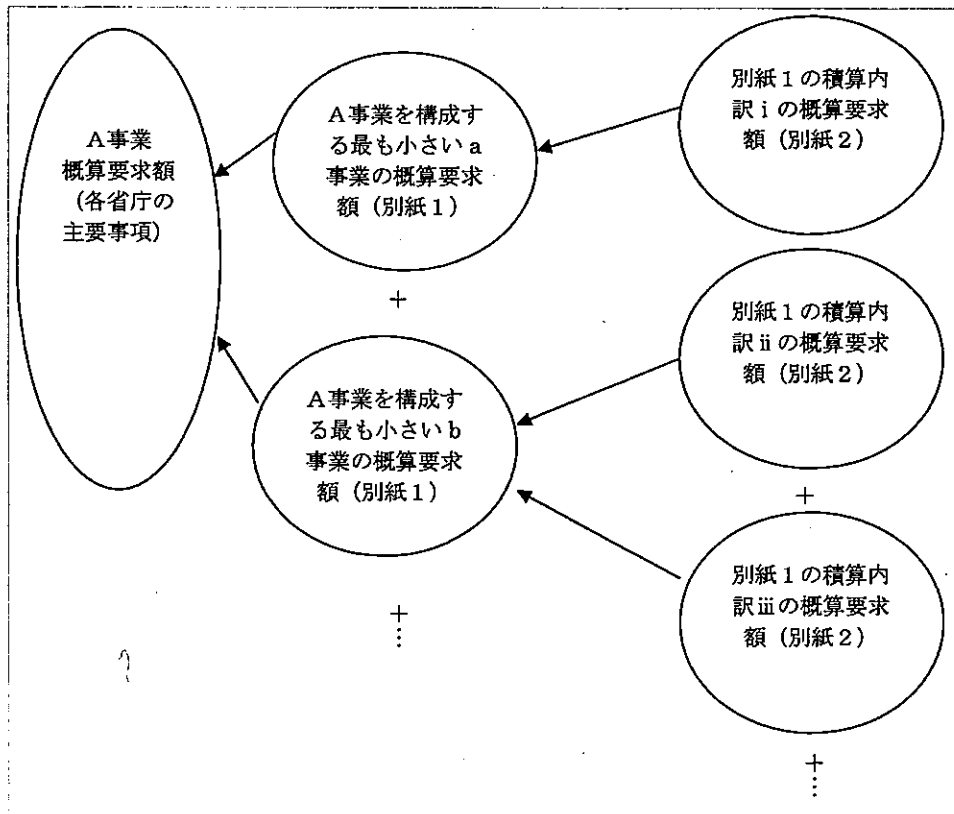 A事業
概算要求額
（各省庁の
主要事項）
A事業を構成す
る最も小さいa
事業の概算要求
額（別紙1）
+
A事業を構成す
る最も小さいb
事業の概算要求
額（別紙1）
+
…
別紙1の積算内
訳ⅰの概算要求
額（別紙2）
別紙1の積算内
訳ⅱの概算要求
額（別紙2）
+
別紙1の積算内
訳ⅲの概算要求
額（別紙2）
+
…